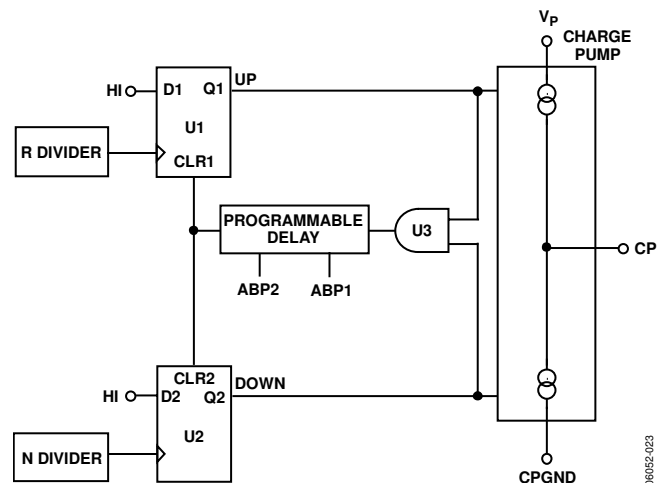 VP
CHARGE
PUMP
HI
D1
Q1
UP
U1
R DIVIDER
CLR1
PROGRAMMABLE
DELAY
U3
CP
ABP2
ABP1
CLR2
DOWN
HI
D2
Q2
U2
N DIVIDER
CPGND
06052-023